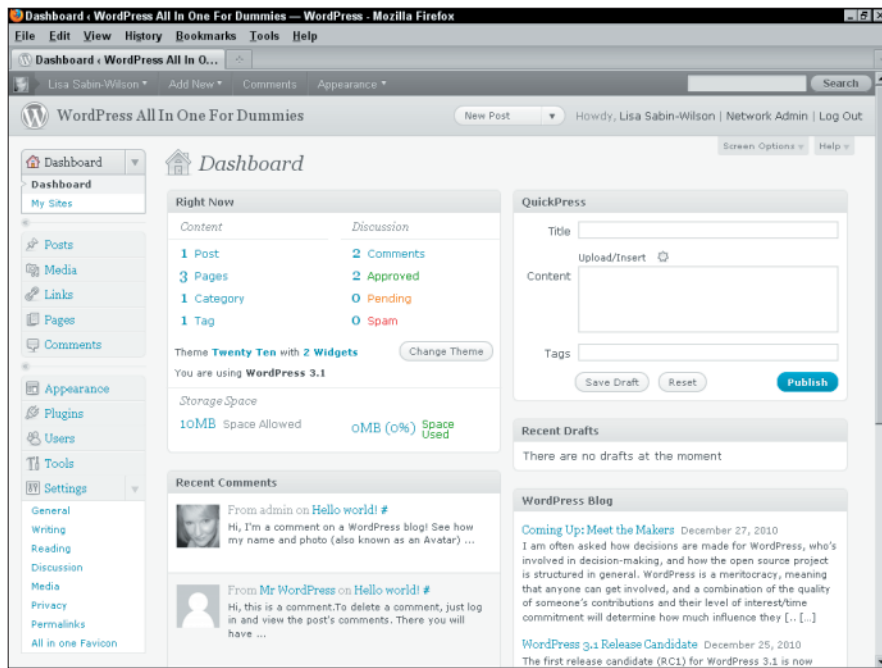 Dashboard ‹ WordPress All In One For Dummies — WordPress - Mozilla Firefox
File Edit View History Bookmarks Tools Help
Dashboard ‹ WordPress All In O...
Lisa Sabin-Wilson Add New Comments Appearance Search
WordPress All In One For Dummies New Post Howdy, Lisa Sabin-Wilson | Network Admin | Log Out
Screen Options Help
Dashboard
Dashboard
My Sites
Posts
Media
Links
Pages
Comments
Appearance
Plugins
Users
Tools
Settings
General
Writing
Reading
Discussion
Media
Privacy
Permalinks
All in one Favicon
Dashboard
Right Now
Content Discussion
1 Post 2 Comments
3 Pages 2 Approved
1 Category 0 Pending
1 Tag 0 Spam
Theme Twenty Ten with 2 Widgets Change Theme
You are using WordPress 3.1
Storage Space
10MB Space Allowed 0MB (0%) Space
Used
Recent Comments
From admin on Hello world! #
Hi, I'm a comment on a WordPress blog! See how
my name and photo (also known as an Avatar) ...
From Mr WordPress on Hello world! #
Hi, this is a comment.To delete a comment, just log
in and view the post's comments. There you will
have ...
QuickPress
Title
Upload/Insert
Content
Tags
Save Draft Reset Publish
Recent Drafts
There are no drafts at the moment
WordPress Blog
Coming Up: Meet the Makers December 27, 2010
I am often asked how decisions are made for WordPress, who's
involved in decision-making, and how the open source project
is structured in general. WordPress is a meritocracy, meaning
that anyone can get involved, and a combination of the quality
of someone's contributions and their level of interest/time
commitment will determine how much influence they [.. [...]
WordPress 3.1 Release Candidate December 25, 2010
The first release candidate (RC1) for WordPress 3.1 is now